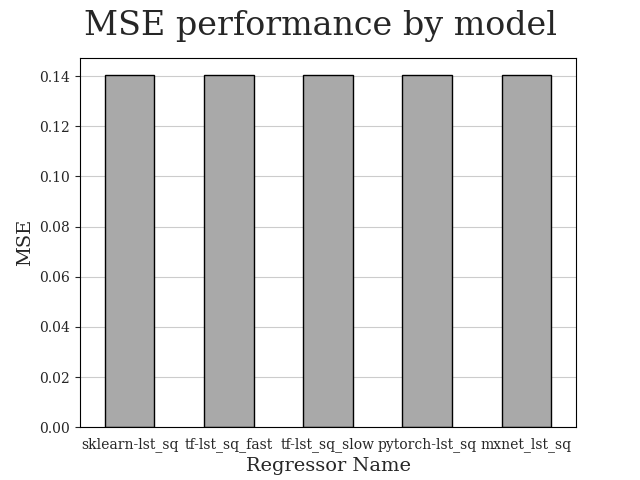 MSE performance by model
0.14
0.12
0.10
0.08
0.06
0.04
0.02
0.00
MSE
sklearn-lst_sq tf-lst_sq_fast tf-lst_sq_slow pytorch-lst_sq mxnet_lst_sq
Regressor Name